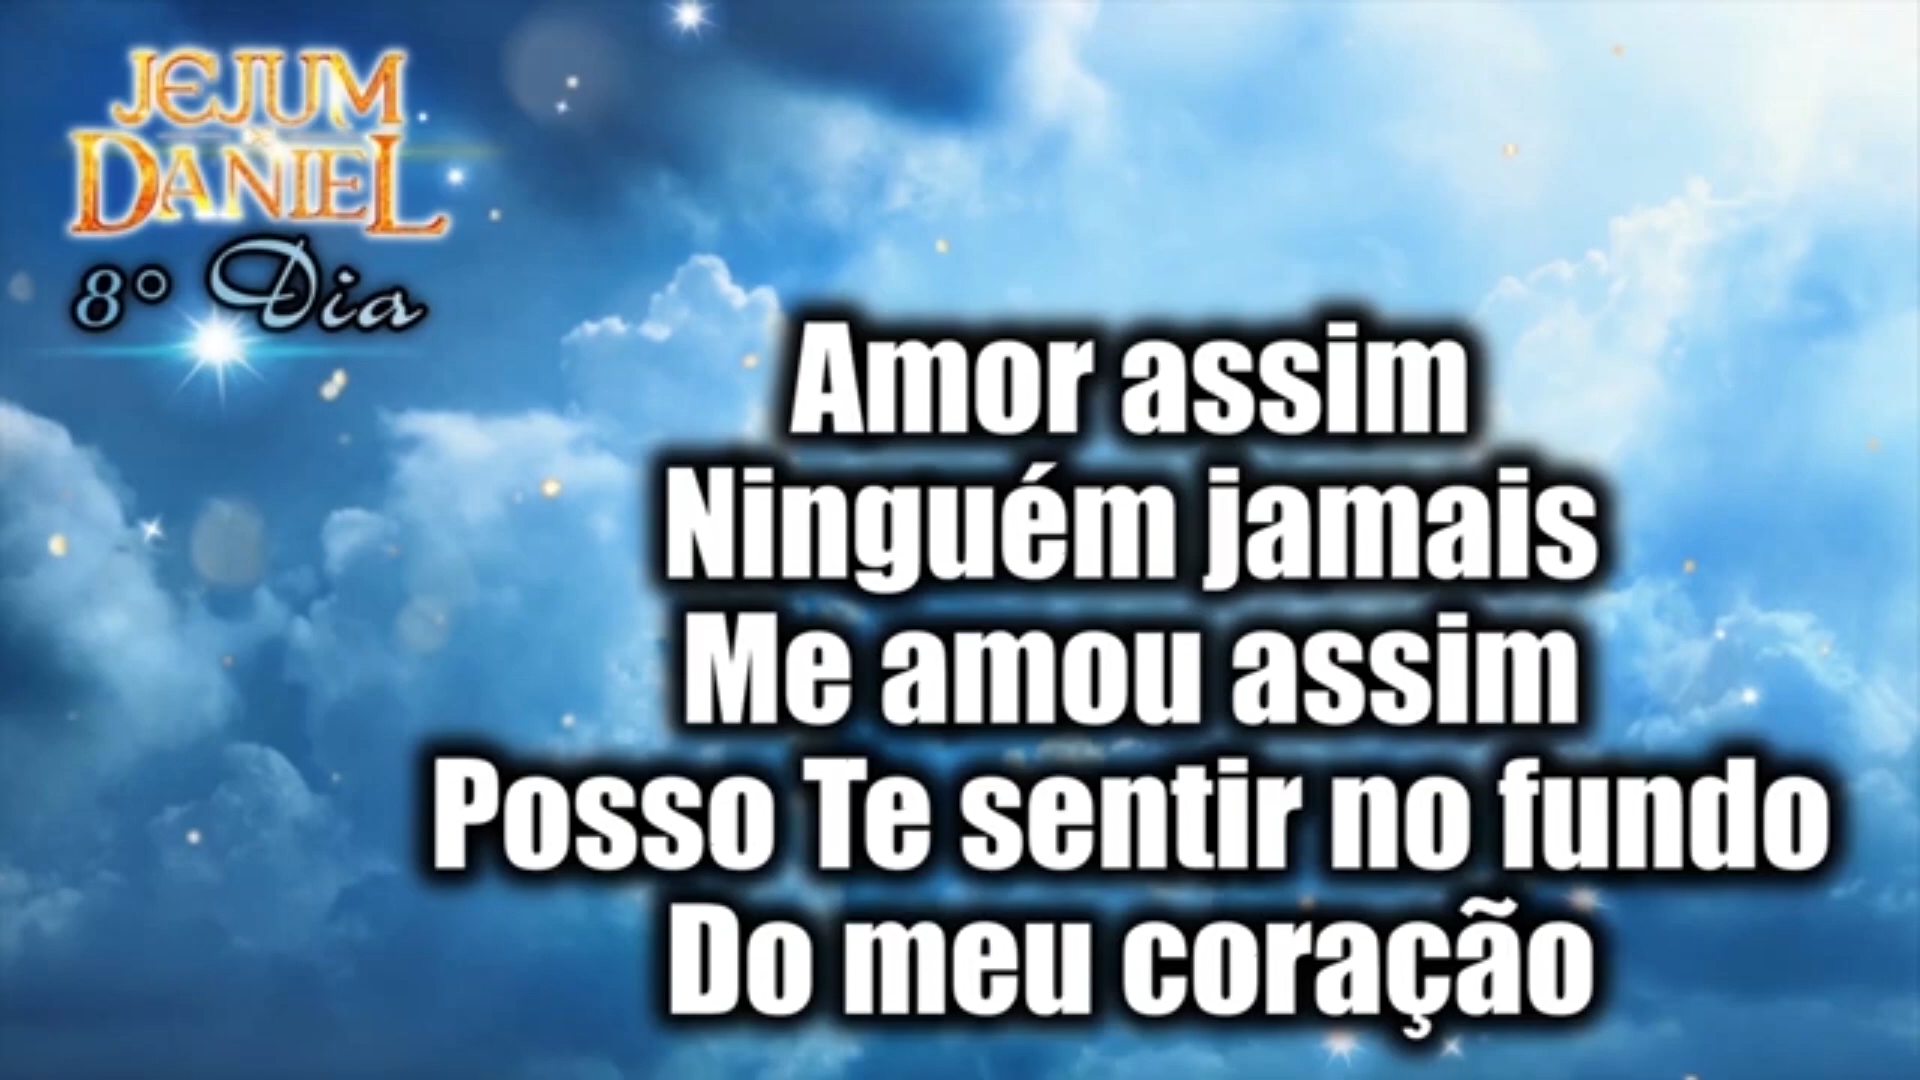 JEJUM
DE
DANIEL
8° Dia
Amor assim
Ninguém jamais
Me amou assim
Posso Te sentir no fundo
Do meu coração